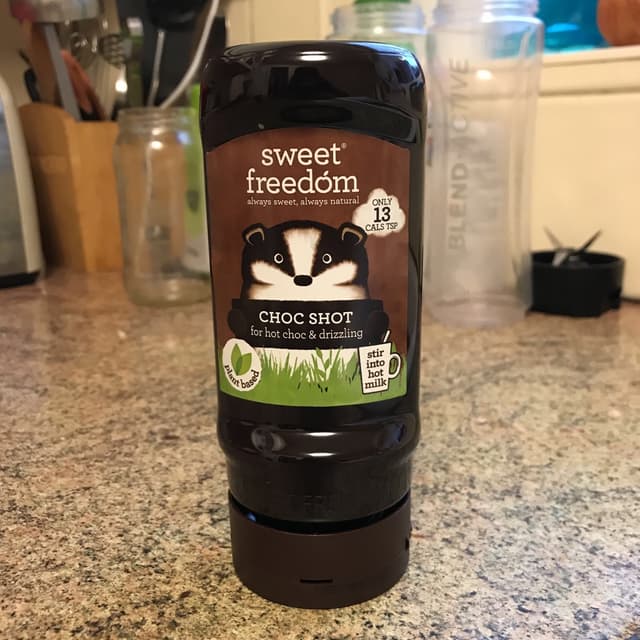 sweet®
freedóm
always sweet, always natural
ONLY
13
CALS TSP
CHOC SHOT
for hot choc & drizzling
plant based
stir
into
hot
milk
BLEND ACTIVE